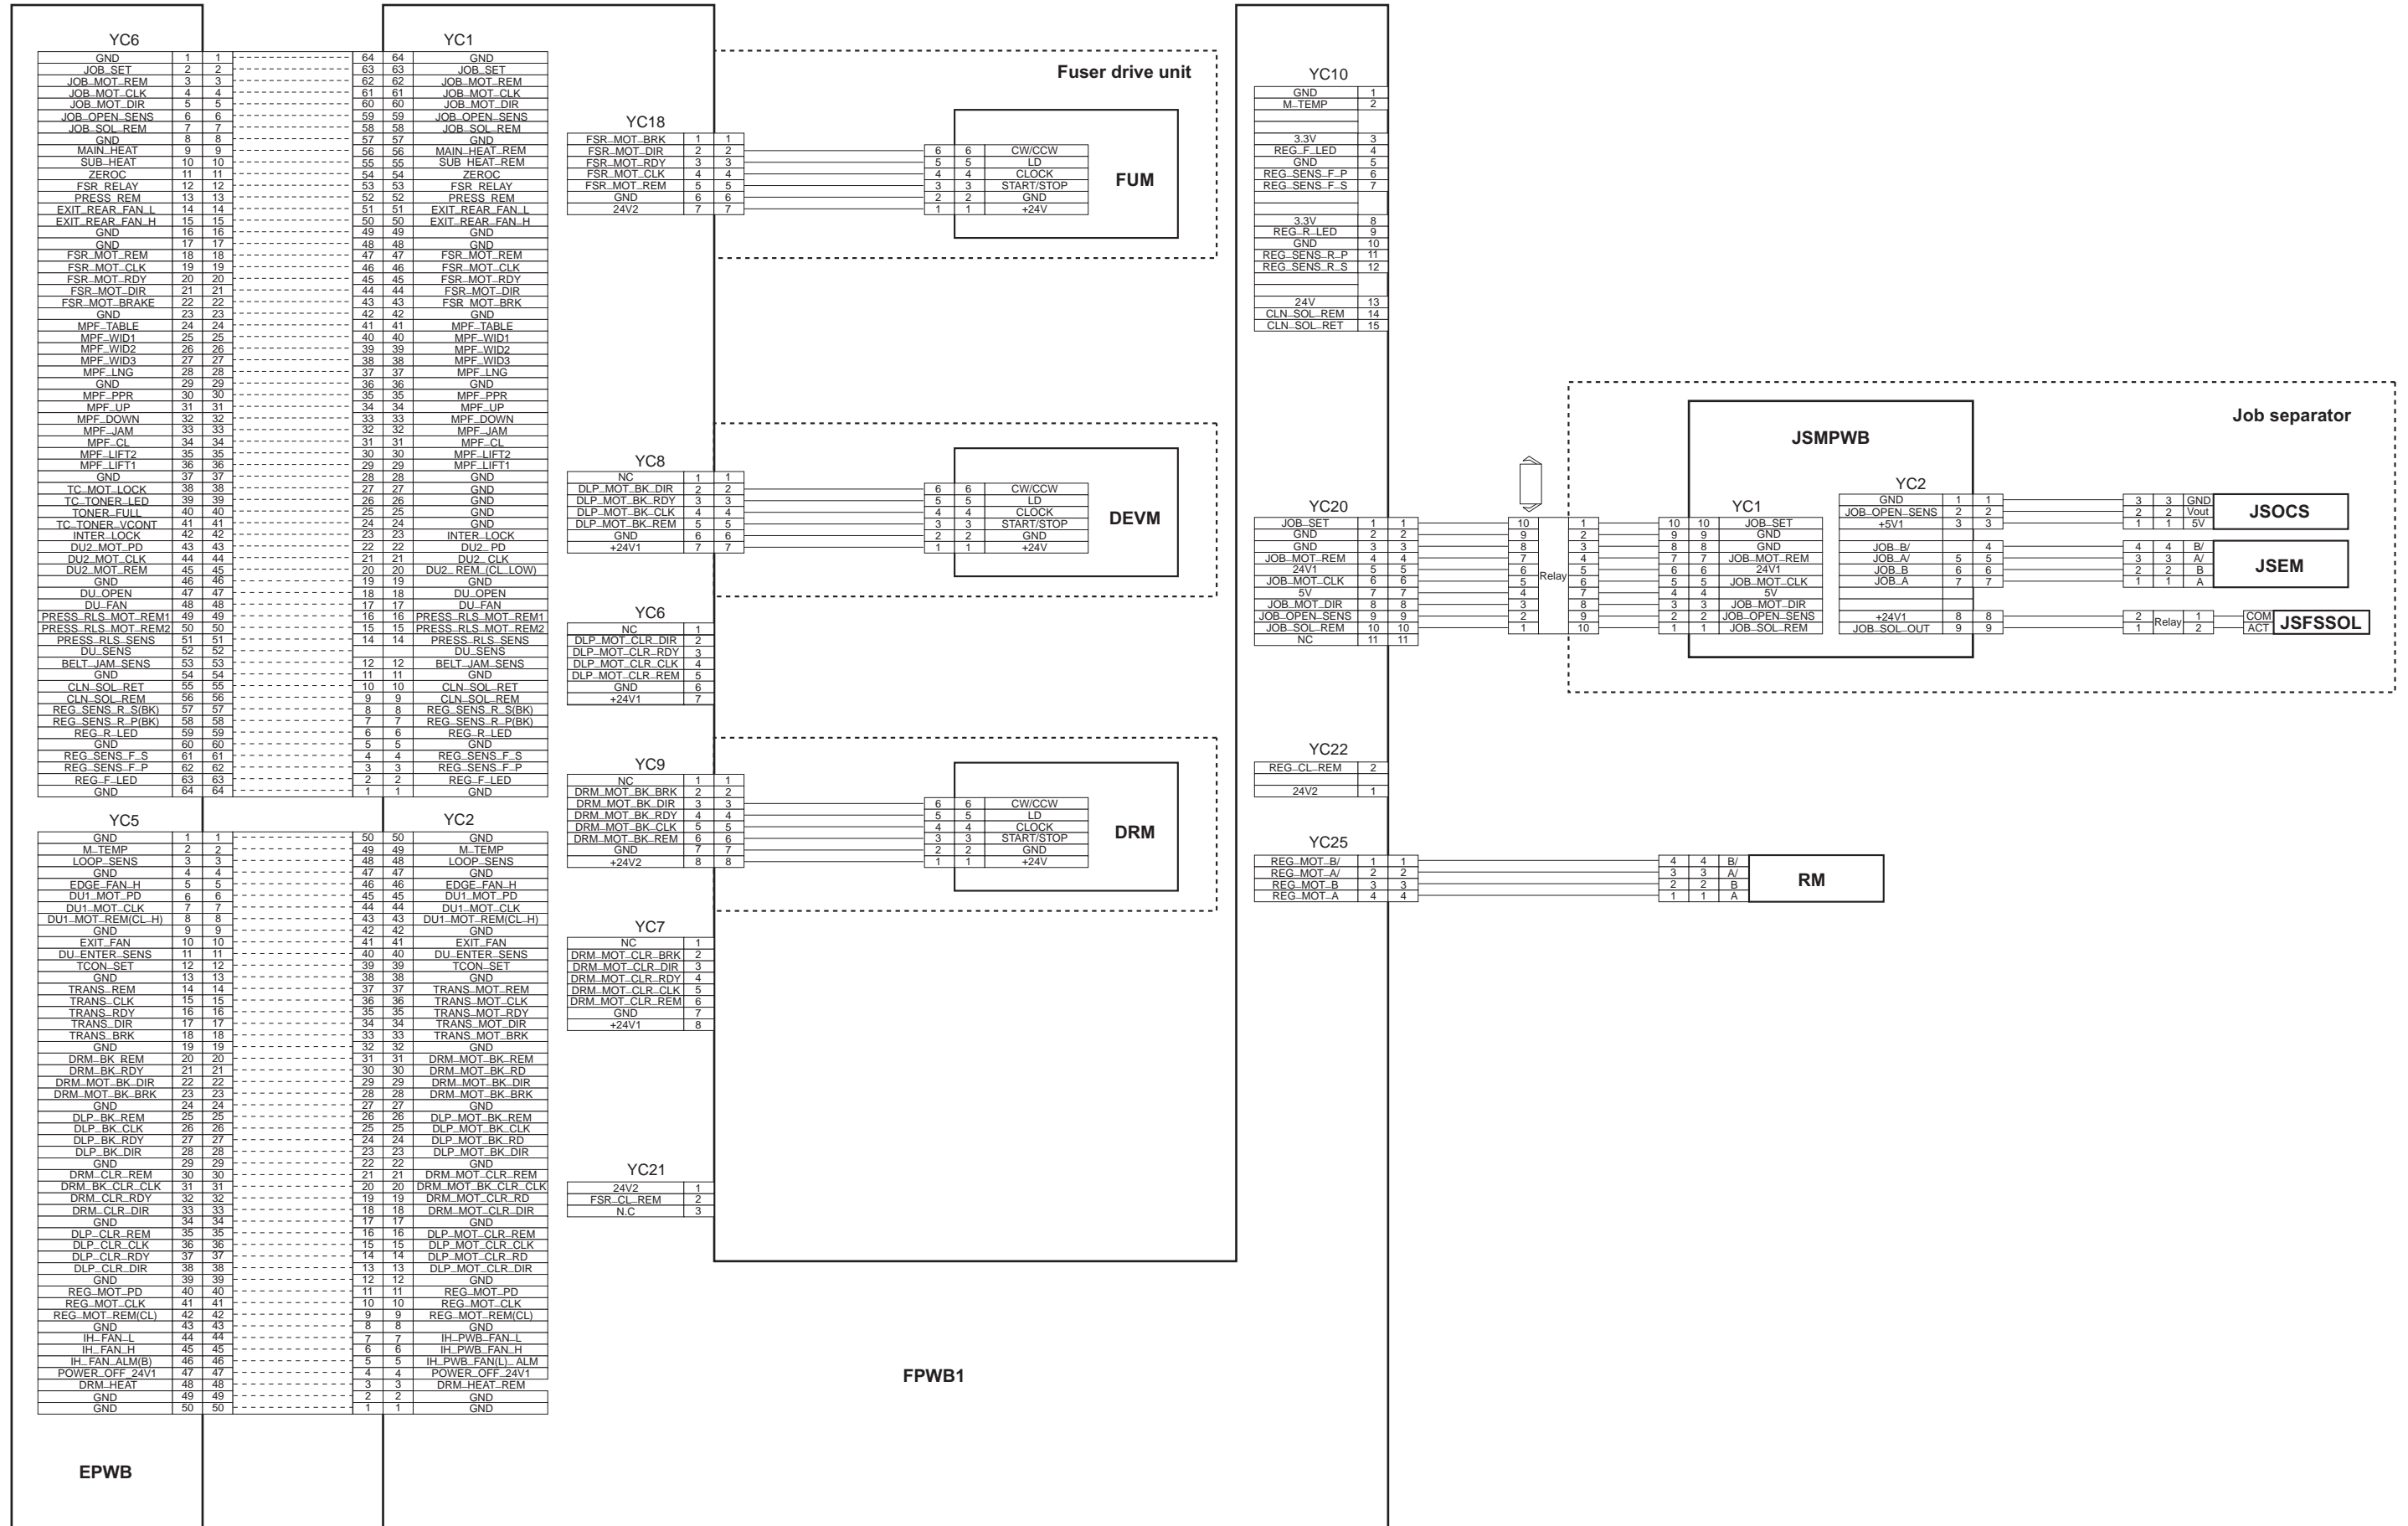 YC6
GND 1 1
JOB_SET 2 2
JOB_MOT_REM 3 3
JOB_MOT_CLK 4 4
JOB_MOT_DIR 5 5
JOB_OPEN_SENS 6 6
JOB_SOL_REM 7 7
GND 8 8
MAIN_HEAT 9 9
SUB_HEAT 10 10
ZEROC 11 11
FSR_RELAY 12 12
PRESS_REM 13 13
EXIT_REAR_FAN_L 14 14
EXIT_REAR_FAN_H 15 15
GND 16 16
GND 17 17
FSR_MOT_REM 18 18
FSR_MOT_CLK 19 19
FSR_MOT_RDY 20 20
FSR_MOT_DIR 21 21
FSR_MOT_BRAKE 22 22
GND 23 23
MPF_TABLE 24 24
MPF_WID1 25 25
MPF_WID2 26 26
MPF_WID3 27 27
MPF_LNG 28 28
GND 29 29
MPF_PPR 30 30
MPF_UP 31 31
MPF_DOWN 32 32
MPF_JAM 33 33
MPF_CL 34 34
MPF_LIFT2 35 35
MPF_LIFT1 36 36
GND 37 37
TC_MOT_LOCK 38 38
TC_TONER_LED 39 39
TONER_FULL 40 40
TC_TONER_VCONT 41 41
INTER_LOCK 42 42
DU2_MOT_PD 43 43
DU2_MOT_CLK 44 44
DU2_MOT_REM 45 45
GND 46 46
DU_OPEN 47 47
DU_FAN 48 48
PRESS_RLS_MOT_REM1 49 49
PRESS_RLS_MOT_REM2 50 50
PRESS_RLS_SENS 51 51
DU_SENS 52 52
BELT_JAM_SENS 53 53
GND 54 54
CLN_SOL_RET 55 55
CLN_SOL_REM 56 56
REG_SENS_R_S(BK) 57 57
REG_SENS_R_P(BK) 58 58
REG_R_LED 59 59
GND 60 60
REG_SENS_F_S 61 61
REG_SENS_F_P 62 62
REG_F_LED 63 63
GND 64 64
YC5
GND 1 1
M_TEMP 2 2
LOOP_SENS 3 3
GND 4 4
EDGE_FAN_H 5 5
DU1_MOT_PD 6 6
DU1_MOT_CLK 7 7
DU1_MOT_REM(CL_H) 8 8
GND 9 9
EXIT_FAN 10 10
DU_ENTER_SENS 11 11
TCON_SET 12 12
GND 13 13
TRANS_REM 14 14
TRANS_CLK 15 15
TRANS_RDY 16 16
TRANS_DIR 17 17
TRANS_BRK 18 18
GND 19 19
DRM_BK REM 20 20
DRM_BK_RDY 21 21
DRM_MOT_BK_DIR 22 22
DRM_MOT_BK_BRK 23 23
GND 24 24
DLP_BK_REM 25 25
DLP_BK_CLK 26 26
DLP_BK_RDY 27 27
DLP_BK_DIR 28 28
GND 29 29
DRM_CLR_REM 30 30
DRM_BK_CLR_CLK 31 31
DRM_CLR_RDY 32 32
DRM_CLR_DIR 33 33
GND 34 34
DLP_CLR_REM 35 35
DLP_CLR_CLK 36 36
DLP_CLR_RDY 37 37
DLP_CLR_DIR 38 38
GND 39 39
REG_MOT_PD 40 40
REG_MOT_CLK 41 41
REG_MOT_REM(CL) 42 42
GND 43 43
IH_FAN_L 44 44
IH_FAN_H 45 45
IH_FAN_ALM(B) 46 46
POWER_OFF_24V1 47 47
DRM_HEAT 48 48
GND 49 49
GND 50 50
EPWB
YC1
64 64 GND
63 63 JOB_SET
62 62 JOB_MOT_REM
61 61 JOB_MOT_CLK
60 60 JOB_MOT_DIR
59 59 JOB_OPEN_SENS
58 58 JOB_SOL_REM
57 57 GND
56 56 MAIN_HEAT_REM
55 55 SUB HEAT_REM
54 54 ZEROC
53 53 FSR_RELAY
52 52 PRESS_REM
51 51 EXIT_REAR_FAN_L
50 50 EXIT_REAR_FAN_H
49 49 GND
48 48 GND
47 47 FSR_MOT_REM
46 46 FSR_MOT_CLK
45 45 FSR_MOT_RDY
44 44 FSR_MOT_DIR
43 43 FSR_MOT_BRK
42 42 GND
41 41 MPF_TABLE
40 40 MPF_WID1
39 39 MPF_WID2
38 38 MPF_WID3
37 37 MPF_LNG
36 36 GND
35 35 MPF_PPR
34 34 MPF_UP
33 33 MPF_DOWN
32 32 MPF_JAM
31 31 MPF_CL
30 30 MPF_LIFT2
29 29 MPF_LIFT1
28 28 GND
27 27 GND
26 26 GND
25 25 GND
24 24 GND
23 23 INTER_LOCK
22 22 DU2_ PD
21 21 DU2_ CLK
20 20 DU2_ REM_(CL_LOW)
19 19 GND
18 18 DU_OPEN
17 17 DU_FAN
16 16 PRESS_RLS_MOT_REM1
15 15 PRESS_RLS_MOT_REM2
14 14 PRESS_RLS_SENS
DU_SENS
12 12 BELT_JAM_SENS
11 11 GND
10 10 CLN_SOL_RET
9 9 CLN_SOL_REM
8 8 REG_SENS_R_S(BK)
7 7 REG_SENS_R_P(BK)
6 6 REG_R_LED
5 5 GND
4 4 REG_SENS_F_S
3 3 REG_SENS_F_P
2 2 REG_F_LED
1 1 GND
YC2
50 50 GND
49 49 M_TEMP
48 48 LOOP_SENS
47 47 GND
46 46 EDGE_FAN_H
45 45 DU1_MOT_PD
44 44 DU1_MOT_CLK
43 43 DU1_MOT_REM(CL_H)
42 42 GND
41 41 EXIT_FAN
40 40 DU_ENTER_SENS
39 39 TCON_SET
38 38 GND
37 37 TRANS_MOT_REM
36 36 TRANS_MOT_CLK
35 35 TRANS_MOT_RDY
34 34 TRANS_MOT_DIR
33 33 TRANS_MOT_BRK
32 32 GND
31 31 DRM_MOT_BK_REM
30 30 DRM_MOT_BK_RD
29 29 DRM_MOT_BK_DIR
28 28 DRM_MOT_BK_BRK
27 27 GND
26 26 DLP_MOT_BK_REM
25 25 DLP_MOT_BK_CLK
24 24 DLP_MOT_BK_RD
23 23 DLP_MOT_BK_DIR
22 22 GND
21 21 DRM_MOT_CLR_REM
20 20 DRM_MOT_BK_CLR_CLK
19 19 DRM_MOT_CLR_RD
18 18 DRM_MOT_CLR_DIR
17 17 GND
16 16 DLP_MOT_CLR_REM
15 15 DLP_MOT_CLR_CLK
14 14 DLP_MOT_CLR_RD
13 13 DLP_MOT_CLR_DIR
12 12 GND
11 11 REG_MOT_PD
10 10 REG_MOT_CLK
9 9 REG_MOT_REM(CL)
8 8 GND
7 7 IH_PWB_FAN_L
6 6 IH_PWB_FAN_H
5 5 IH_PWB_FAN(L)_ ALM
4 4 POWER_OFF_24V1
3 3 DRM_HEAT_REM
2 2 GND
1 1 GND
YC18
FSR_MOT_BRK 1 1
FSR_MOT_DIR 2 2
FSR_MOT_RDY 3 3
FSR_MOT_CLK 4 4
FSR_MOT_REM 5 5
GND 6 6
24V2 7 7
Fuser drive unit
6 6 CW/CCW
5 5 LD
4 4 CLOCK
3 3 START/STOP
2 2 GND
1 1 +24V
FUM
YC8
NC 1 1
DLP_MOT_BK_DIR 2 2
DLP_MOT_BK_RDY 3 3
DLP_MOT_BK_CLK 4 4
DLP_MOT_BK_REM 5 5
GND 6 6
+24V1 7 7
6 6 CW/CCW
5 5 LD
4 4 CLOCK
3 3 START/STOP
2 2 GND
1 1 +24V
DEVM
YC6
NC 1
DLP_MOT_CLR_DIR 2
DLP_MOT_CLR_RDY 3
DLP_MOT_CLR_CLK 4
DLP_MOT_CLR_REM 5
GND 6
+24V1 7
YC9
NC 1 1
DRM_MOT_BK_BRK 2 2
DRM_MOT_BK_DIR 3 3
DRM_MOT_BK_RDY 4 4
DRM_MOT_BK_CLK 5 5
DRM_MOT_BK_REM 6 6
GND 7 7
+24V2 8 8
6 6 CW/CCW
5 5 LD
4 4 CLOCK
3 3 START/STOP
2 2 GND
1 1 +24V
DRM
YC7
NC 1
DRM_MOT_CLR_BRK 2
DRM_MOT_CLR_DIR 3
DRM_MOT_CLR_RDY 4
DRM_MOT_CLR_CLK 5
DRM_MOT_CLR_REM 6
GND 7
+24V1 8
YC21
24V2 1
FSR_CL_REM 2
N.C 3
FPWB1
YC10
GND 1
M_TEMP 2
3.3V 3
REG_F_LED 4
GND 5
REG_SENS_F_P 6
REG_SENS_F_S 7
3.3V 8
REG_R_LED 9
GND 10
REG_SENS_R_P 11
REG_SENS_R_S 12
24V 13
CLN_SOL_REM 14
CLN_SOL_RET 15
YC20
JOB_SET 1 1
GND 2 2
GND 3 3
JOB_MOT_REM 4 4
24V1 5 5
JOB_MOT_CLK 6 6
5V 7 7
JOB_MOT_DIR 8 8
JOB_OPEN_SENS 9 9
JOB_SOL_REM 10 10
NC 11 11
10 1
9 2
8 3
7 4
6 5
Relay
5 6
4 7
3 8
2 9
1 10
Job separator
JSMPWB
YC1
10 10 JOB_SET
9 9 GND
8 8 GND
7 7 JOB_MOT_REM
6 6 24V1
5 5 JOB_MOT_CLK
4 4 5V
3 3 JOB_MOT_DIR
2 2 JOB_OPEN_SENS
1 1 JOB_SOL_REM
YC2
GND 1 1
JOB_OPEN_SENS 2 2
+5V1 3 3
JOB_B/ 4
JOB_A/ 5 5
JOB_B 6 6
JOB_A 7 7
+24V1 8 8
JOB_SOL_OUT 9 9
3 3 GND
2 2 Vout
1 1 5V
JSOCS
4 4 B/
3 3 A/
2 2 B
1 1 A
JSEM
2 Relay 1 COM
1 2 ACT
JSFSSOL
YC22
REG_CL_REM 2
24V2 1
YC25
REG_MOT_B/ 1 1
REG_MOT_A/ 2 2
REG_MOT_B 3 3
REG_MOT_A 4 4
4 4 B/
3 3 A/
2 2 B
1 1 A
RM